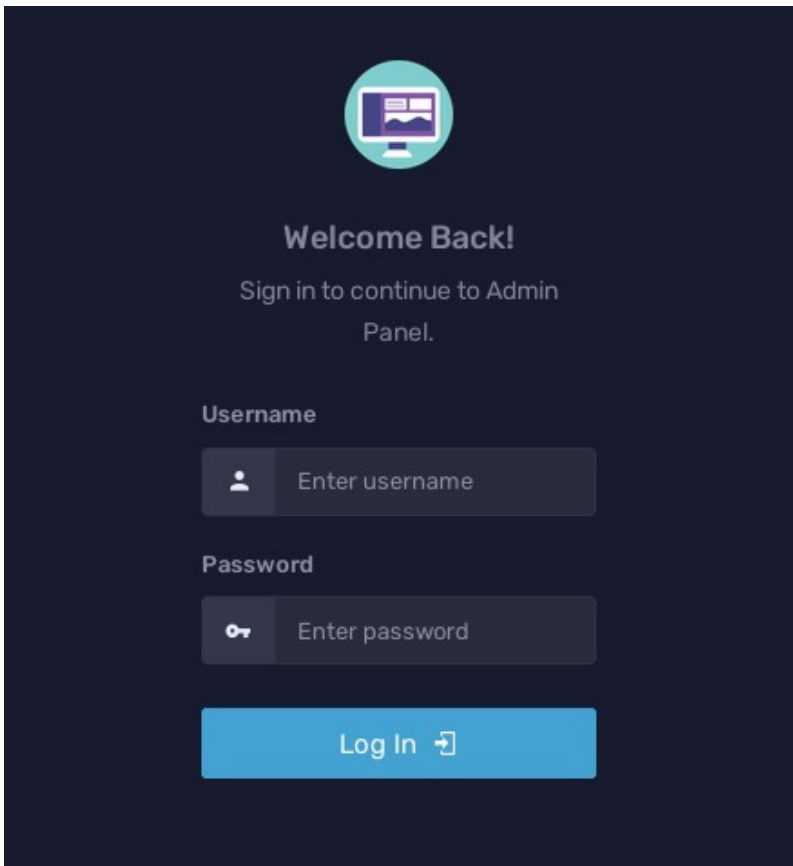 Welcome Back!
Sign in to continue to Admin
Panel.
Username
Enter username
Password
Enter password
Log In